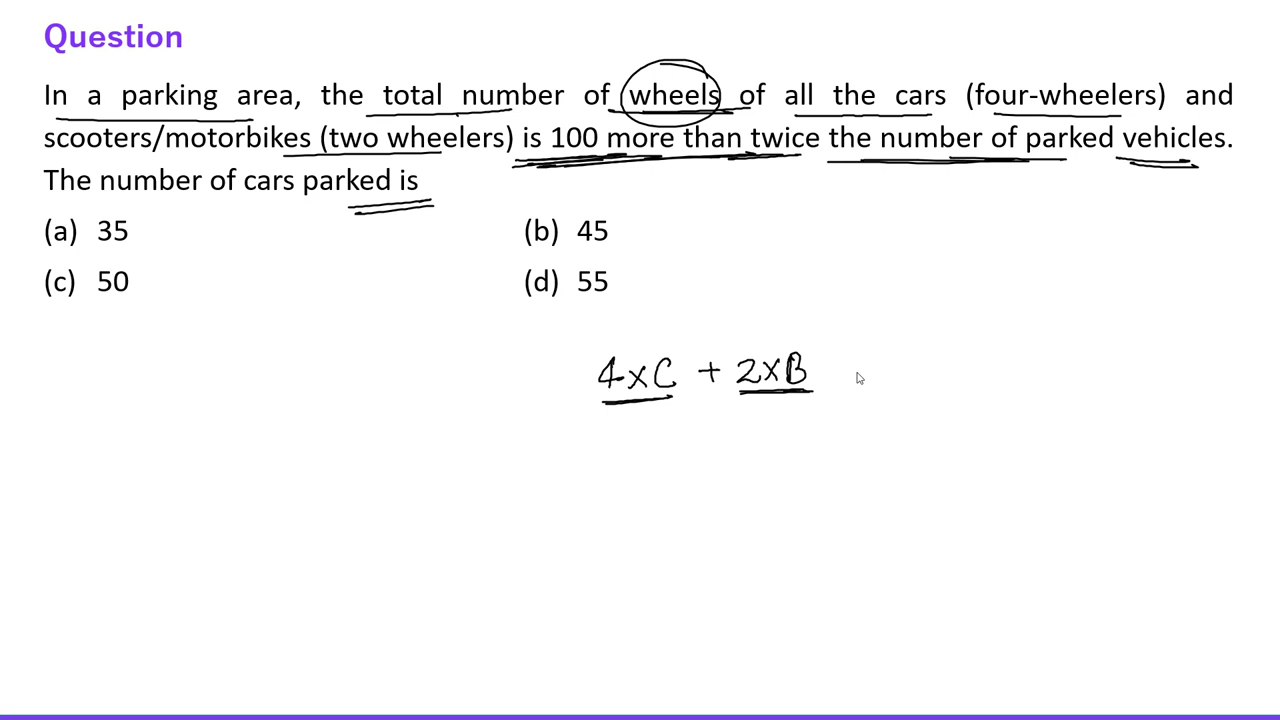 Question
In a parking area, the total number of wheels of all the cars (four-wheelers) and
scooters/motorbikes (two wheelers) is 100 more than twice the number of parked vehicles.
The number of cars parked is
(a) 35 (b) 45
(c) 50 (d) 55
4×C + 2×B